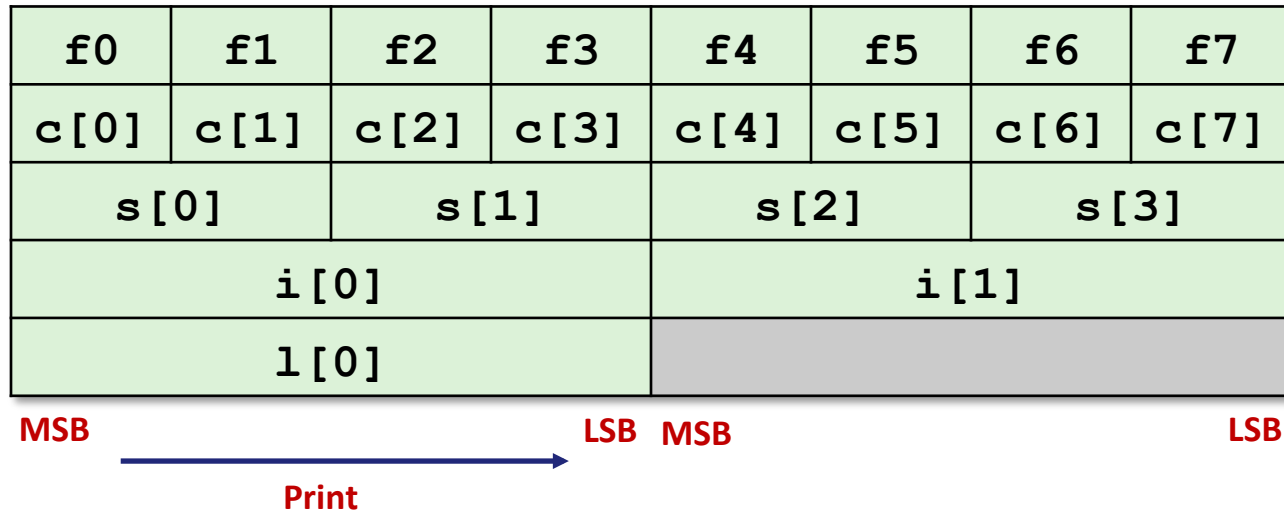 f0 f1 f2 f3 f4 f5 f6 f7
c[0] c[1] c[2] c[3] c[4] c[5] c[6] c[7]
s[0] s[1] s[2] s[3]
i[0] i[1]
l[0]
MSB LSB MSB LSB
Print